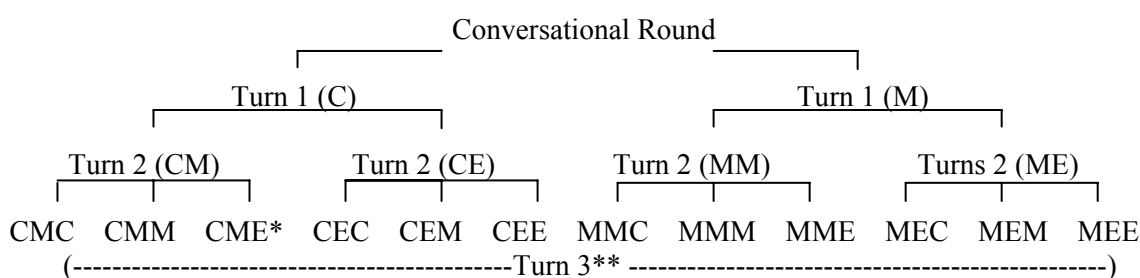 Conversational Round
Turn 1 (C) Turn 1 (M)
Turn 2 (CM) Turn 2 (CE) Turn 2 (MM) Turns 2 (ME)
CMC CMM CME* CEC CEM CEE MMC MMM MME MEC MEM MEE
(------------------------------------------Turn 3** ---------------------------------------------)